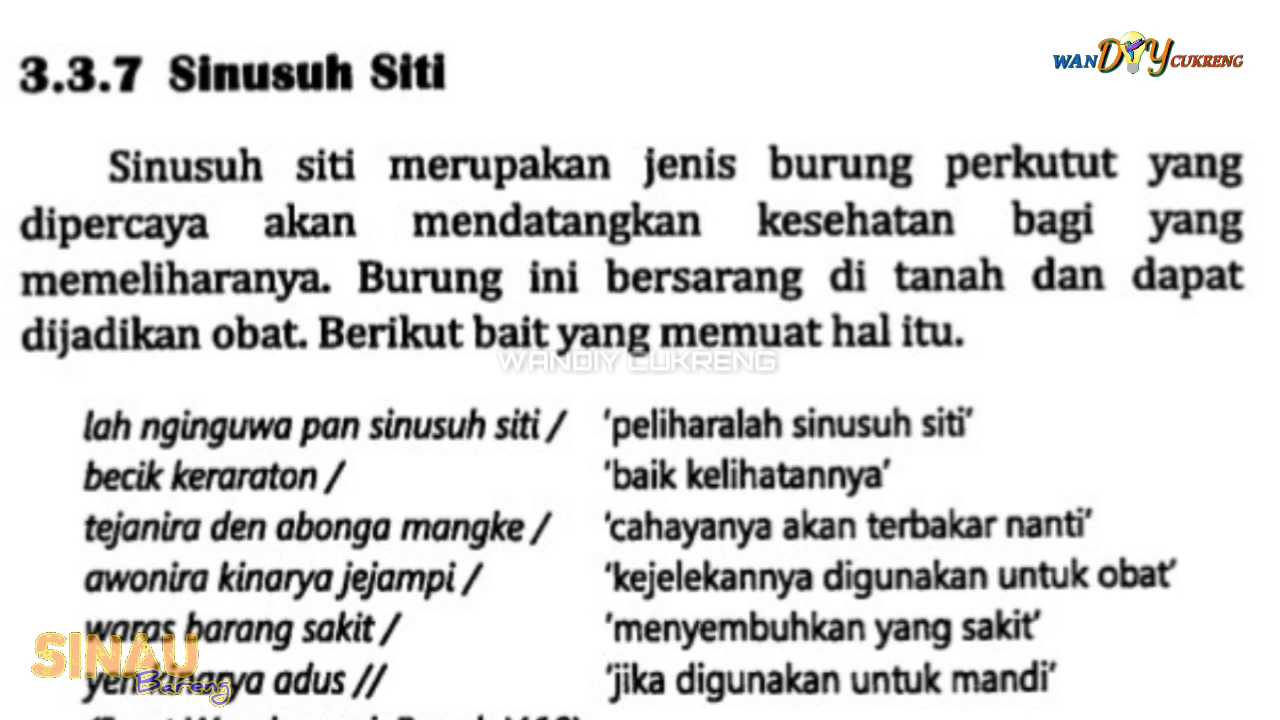 3.3.7 Sinusuh Siti
WANDIYCUKRENG
Sinusuh siti merupakan jenis burung perkutut yang
dipercaya akan mendatangkan kesehatan bagi yang
memeliharanya. Burung ini bersarang di tanah dan dapat
dijadikan obat. Berikut bait yang memuat hal itu.
WANDIY CUKRENG
lah nginguwa pan sinusuh siti / 'peliharalah sinusuh siti'
becik keraraton / 'baik kelihatannya'
tejanira den abonga mangke / 'cahayanya akan terbakar nanti'
awonira kinarya jejampi / 'kejelekannya digunakan untuk obat'
waras barang sakit / 'menyembuhkan yang sakit'
adus // 'jika digunakan untuk mandi'
SINAU
Bareng